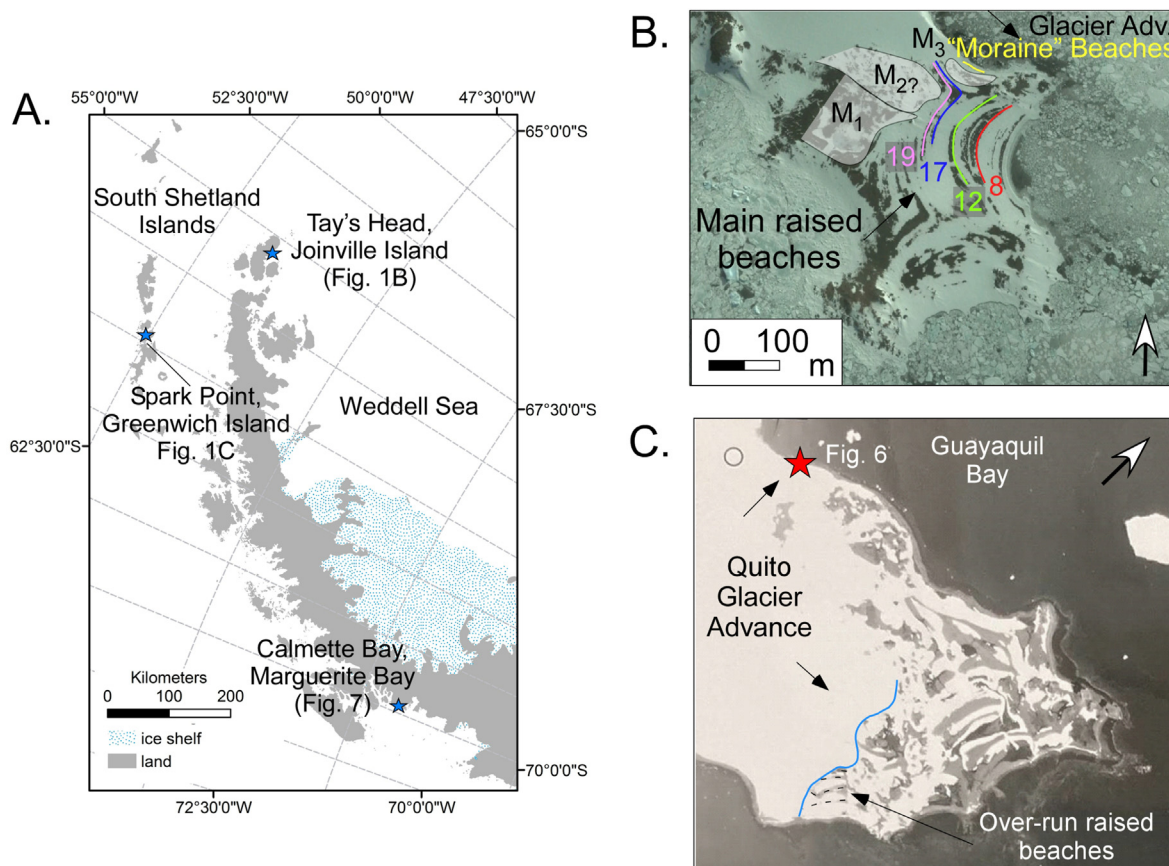 A.
55°0'0"W
52°30'0"W
50°0'0"W
47°30'0"W
65°0'0"S
South Shetland
Islands
Tay's Head,
Joinville Island
(Fig. 1B)
Spark Point,
Greenwich Island
Fig. 1C
Weddell Sea
67°30'0"S
62°30'0"S
Calmette Bay,
Marguerite Bay
(Fig. 7)
Kilometers
0 100 200
ice shelf
land
70°0'0"S
72°30'0"W
70°0'0"W
B.
Glacier Adv.
M3 "Moraine" Beaches
M2?
M1
19
17
12
8
Main raised
beaches
0 100
m
C.
Fig. 6
Guayaquil
Bay
Quito
Glacier
Advance
Over-run raised
beaches